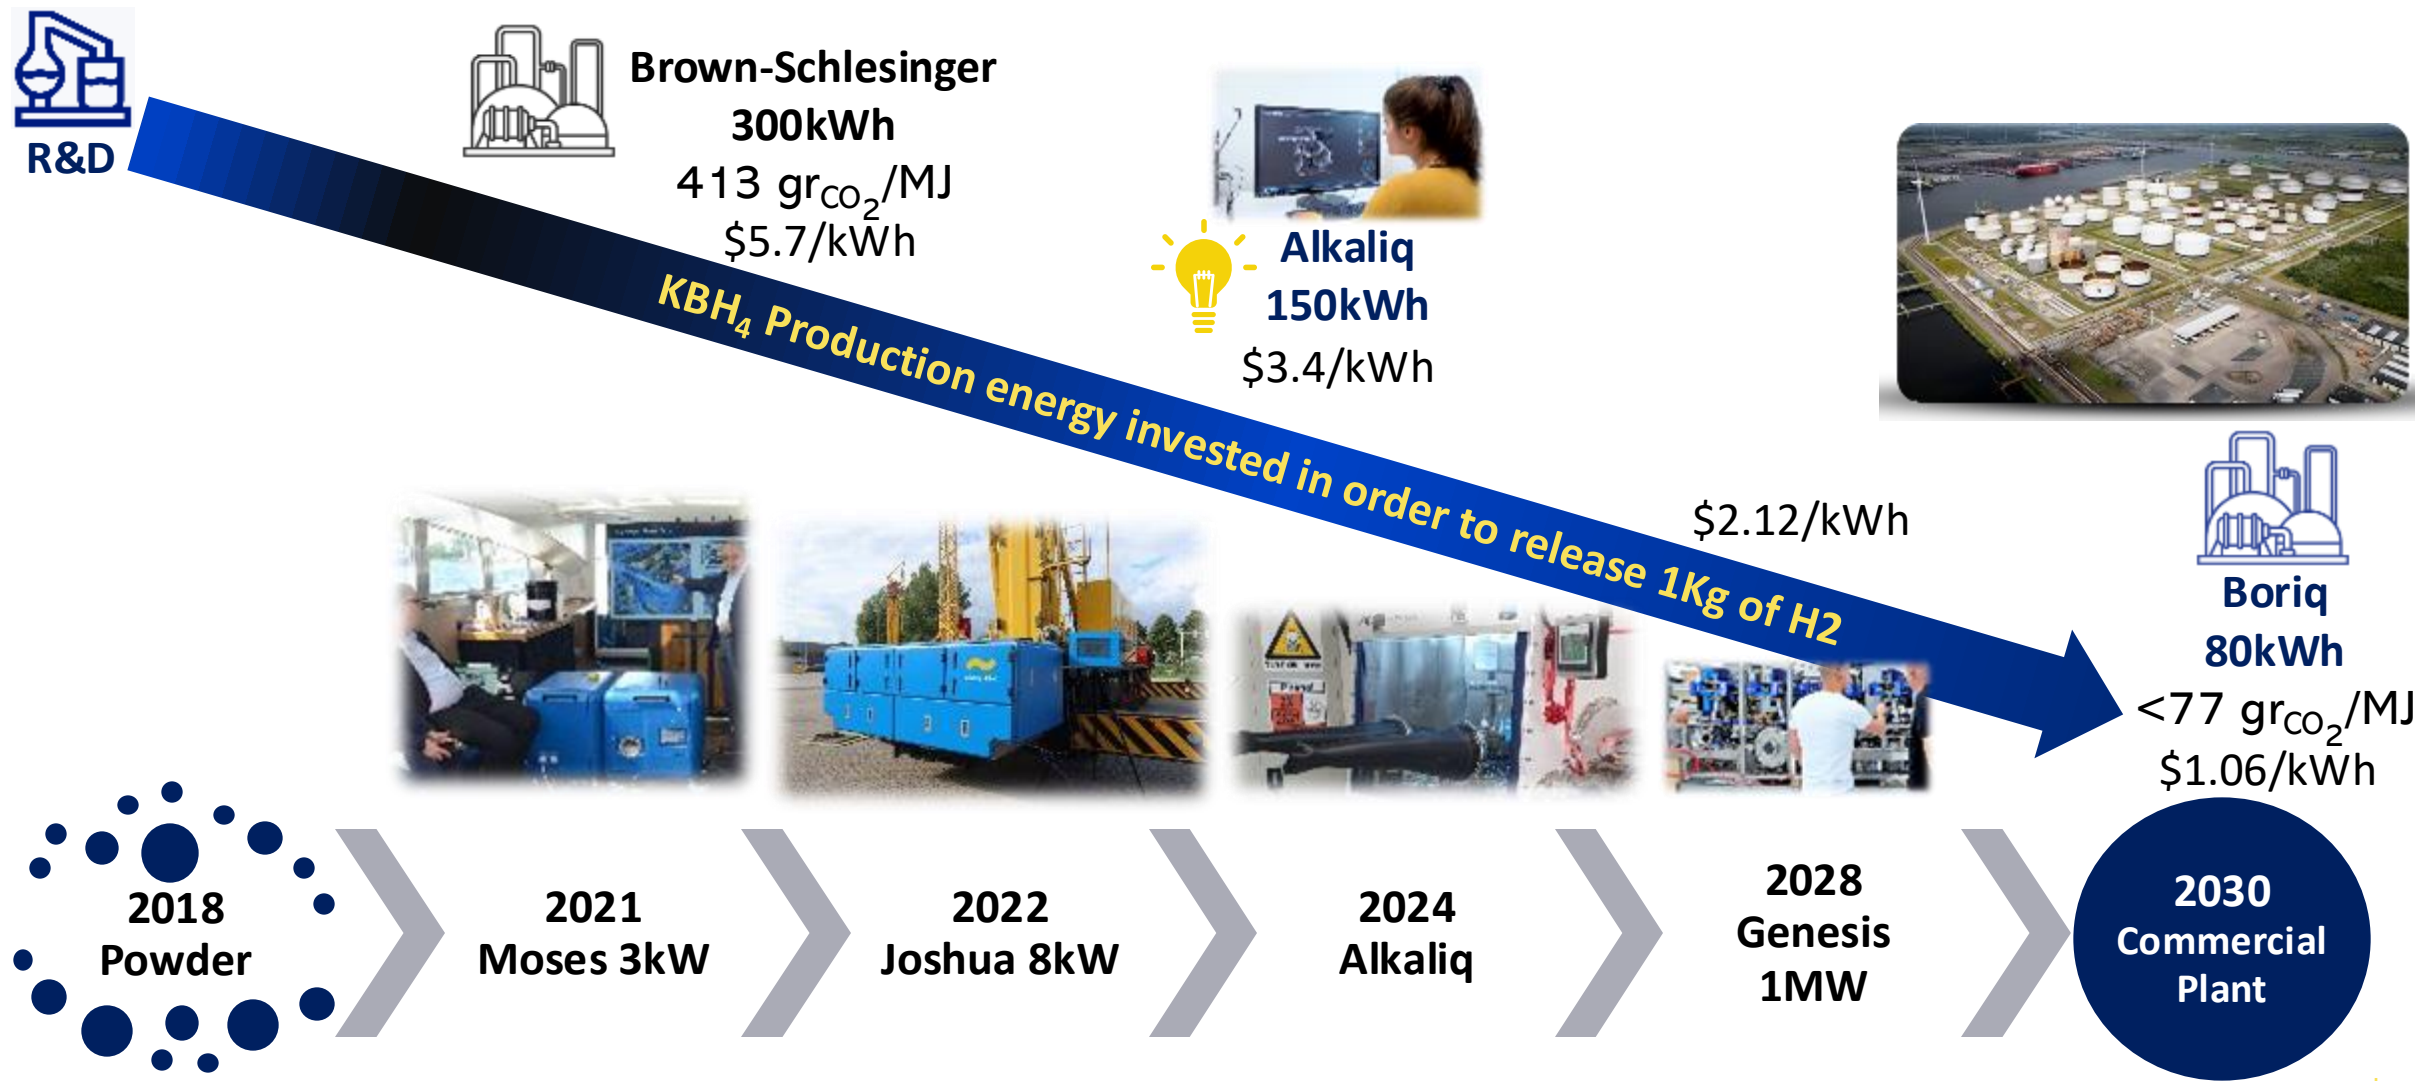 R&D
Brown-Schlesinger
300kWh
413 gr_CO₂/MJ
$5.7/kWh
Alkaliq
150kWh
$3.4/kWh
KBH₄ Production energy invested in order to release 1Kg of H2
$2.12/kWh
Boriq
80kWh
<77 gr_CO₂/MJ
$1.06/kWh
2018
Powder
2021
Moses 3kW
2022
Joshua 8kW
2024
Alkaliq
2028
Genesis
1MW
2030
Commercial
Plant